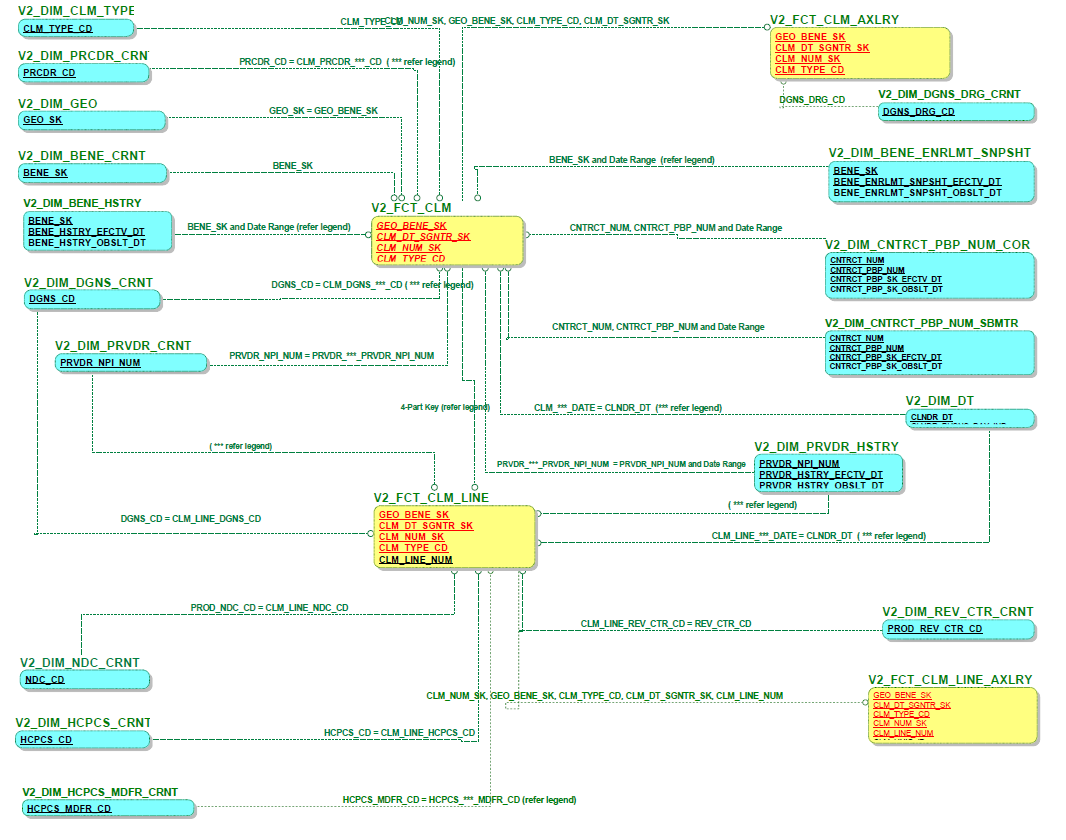 V2_DIM_CLM_TYPE
CLM_TYPE_CD
CLM_TYPE_CD
CLM_NUM_SK, GEO_BENE_SK, CLM_TYPE_CD, CLM_DT_SGNTR_SK
V2_FCT_CLM_AXLRY
GEO_BENE_SK
CLM_DT_SGNTR_SK
CLM_NUM_SK
CLM_TYPE_CD
V2_DIM_PRCDR_CRNT
PRCDR_CD
PRCDR_CD = CLM_PRCDR_***_CD ( *** refer legend)
DGNS_DRG_CD
V2_DIM_DGNS_DRG_CRNT
DGNS_DRG_CD
V2_DIM_GEO
GEO_SK
GEO_SK = GEO_BENE_SK
V2_DIM_BENE_CRNT
BENE_SK
BENE_SK
BENE_SK and Date Range (refer legend)
V2_DIM_BENE_ENRLMT_SNPSHT
BENE_SK
BENE_ENRLMT_SNPSHT_EFCTV_DT
BENE_ENRLMT_SNPSHT_OBSLT_DT
V2_DIM_BENE_HSTRY
BENE_SK
BENE_HSTRY_EFCTV_DT
BENE_HSTRY_OBSLT_DT
BENE_SK and Date Range (refer legend)
V2_FCT_CLM
GEO_BENE_SK
CLM_DT_SGNTR_SK
CLM_NUM_SK
CLM_TYPE_CD
CNTRCT_NUM, CNTRCT_PBP_NUM and Date Range
V2_DIM_CNTRCT_PBP_NUM_COR
CNTRCT_NUM
CNTRCT_PBP_NUM
CNTRCT_PBP_SK_EFCTV_DT
CNTRCT_PBP_SK_OBSLT_DT
V2_DIM_DGNS_CRNT
DGNS_CD
DGNS_CD = CLM_DGNS_***_CD ( *** refer legend)
CNTRCT_NUM, CNTRCT_PBP_NUM and Date Range
V2_DIM_CNTRCT_PBP_NUM_SBMTR
CNTRCT_NUM
CNTRCT_PBP_NUM
CNTRCT_PBP_SK_EFCTV_DT
CNTRCT_PBP_SK_OBSLT_DT
V2_DIM_PRVDR_CRNT
PRVDR_NPI_NUM
PRVDR_NPI_NUM = PRVDR_***_PRVDR_NPI_NUM
4-Part Key (refer legend)
CLM_***_DATE = CLNDR_DT (*** refer legend)
V2_DIM_DT
CLNDR_DT
( *** refer legend)
PRVDR_***_PRVDR_NPI_NUM = PRVDR_NPI_NUM and Date Range
V2_DIM_PRVDR_HSTRY
PRVDR_NPI_NUM
PRVDR_HSTRY_EFCTV_DT
PRVDR_HSTRY_OBSLT_DT
( *** refer legend)
DGNS_CD = CLM_LINE_DGNS_CD
V2_FCT_CLM_LINE
GEO_BENE_SK
CLM_DT_SGNTR_SK
CLM_NUM_SK
CLM_TYPE_CD
CLM_LINE_NUM
CLM_LINE_***_DATE = CLNDR_DT ( *** refer legend)
PROD_NDC_CD = CLM_LINE_NDC_CD
CLM_LINE_REV_CTR_CD = REV_CTR_CD
V2_DIM_REV_CTR_CRNT
PROD_REV_CTR_CD
V2_DIM_NDC_CRNT
NDC_CD
CLM_NUM_SK, GEO_BENE_SK, CLM_TYPE_CD, CLM_DT_SGNTR_SK, CLM_LINE_NUM
V2_FCT_CLM_LINE_AXLRY
GEO_BENE_SK
CLM_DT_SGNTR_SK
CLM_TYPE_CD
CLM_NUM_SK
CLM_LINE_NUM
V2_DIM_HCPCS_CRNT
HCPCS_CD
HCPCS_CD = CLM_LINE_HCPCS_CD
V2_DIM_HCPCS_MDFR_CRNT
HCPCS_MDFR_CD
HCPCS_MDFR_CD = HCPCS_***_MDFR_CD (refer legend)